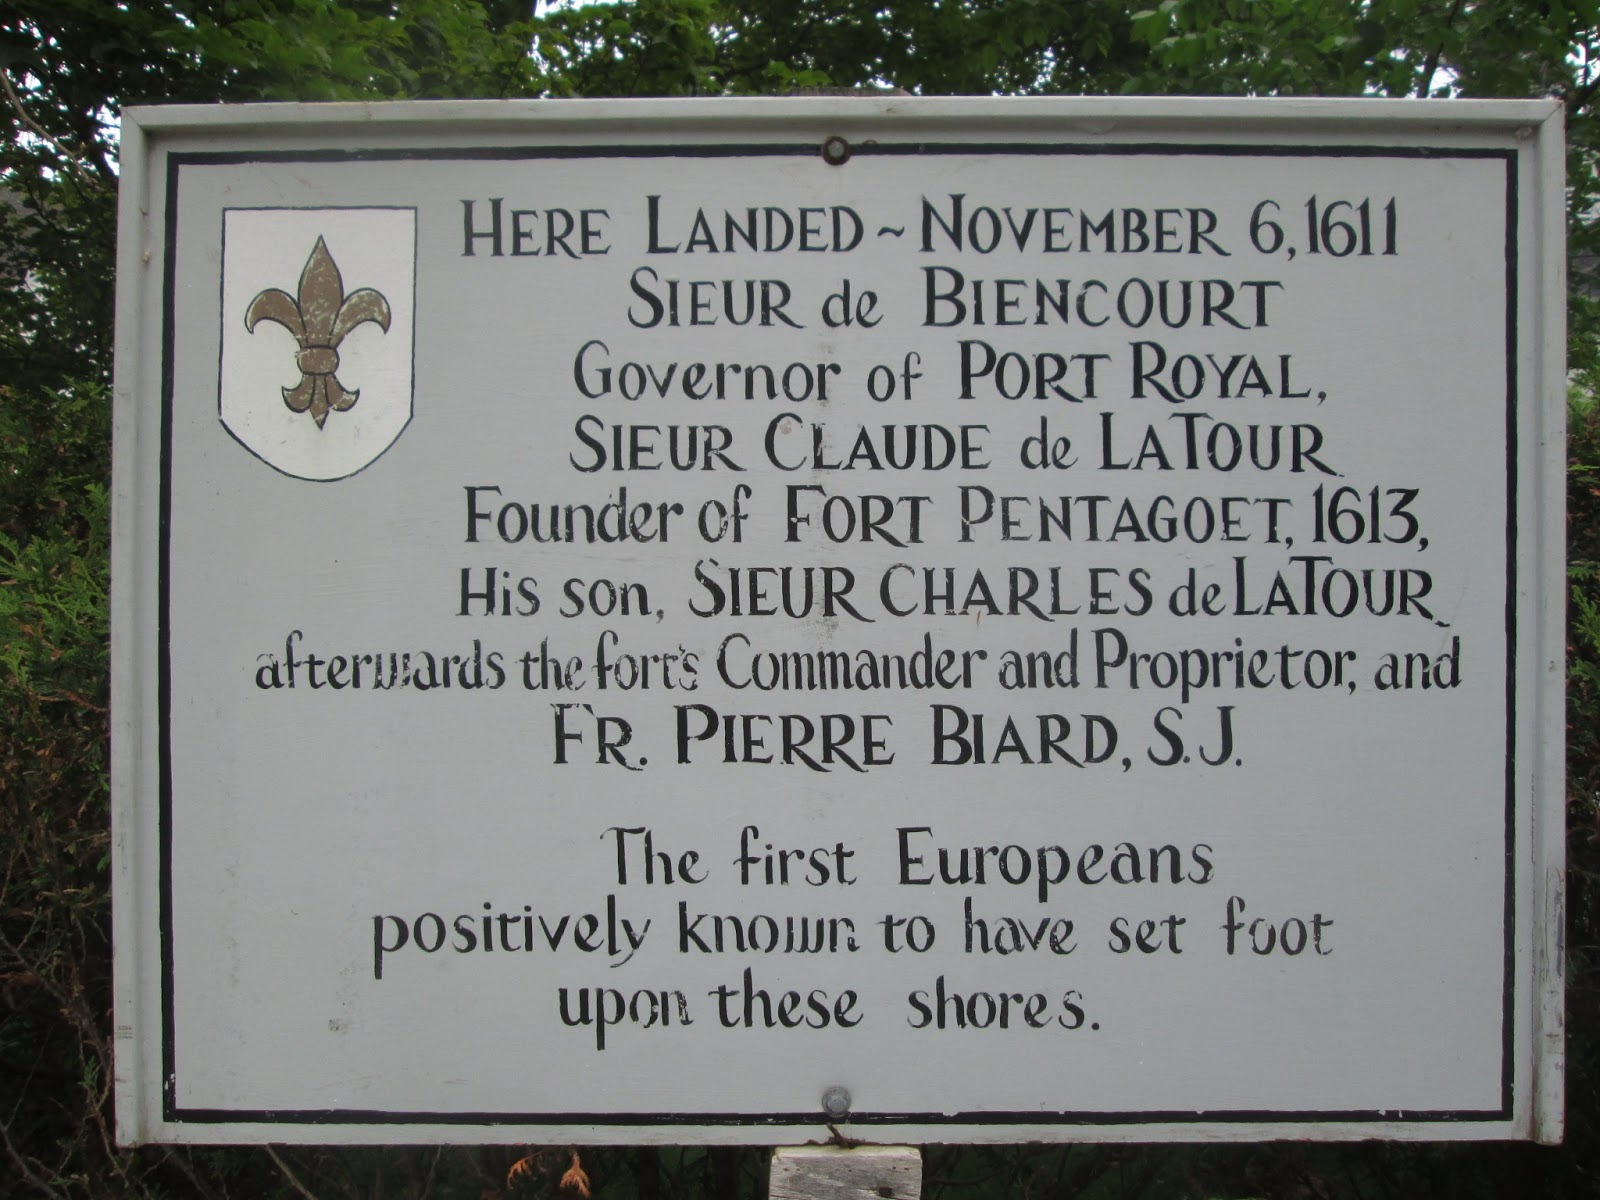 HERE LANDED ~ NOVEMBER 6, 1611
SIEUR de BIENCOURT
Governor of PORT ROYAL,
SIEUR CLAUDE de LATOUR
Founder of FORT PENTAGOET, 1613,
His son, SIEUR CHARLES de LATOUR
afterwards the fort's Commander and Proprietor, and
FR. PIERRE BIARD, S.J.
The first Europeans
positively known to have set foot
upon these shores.